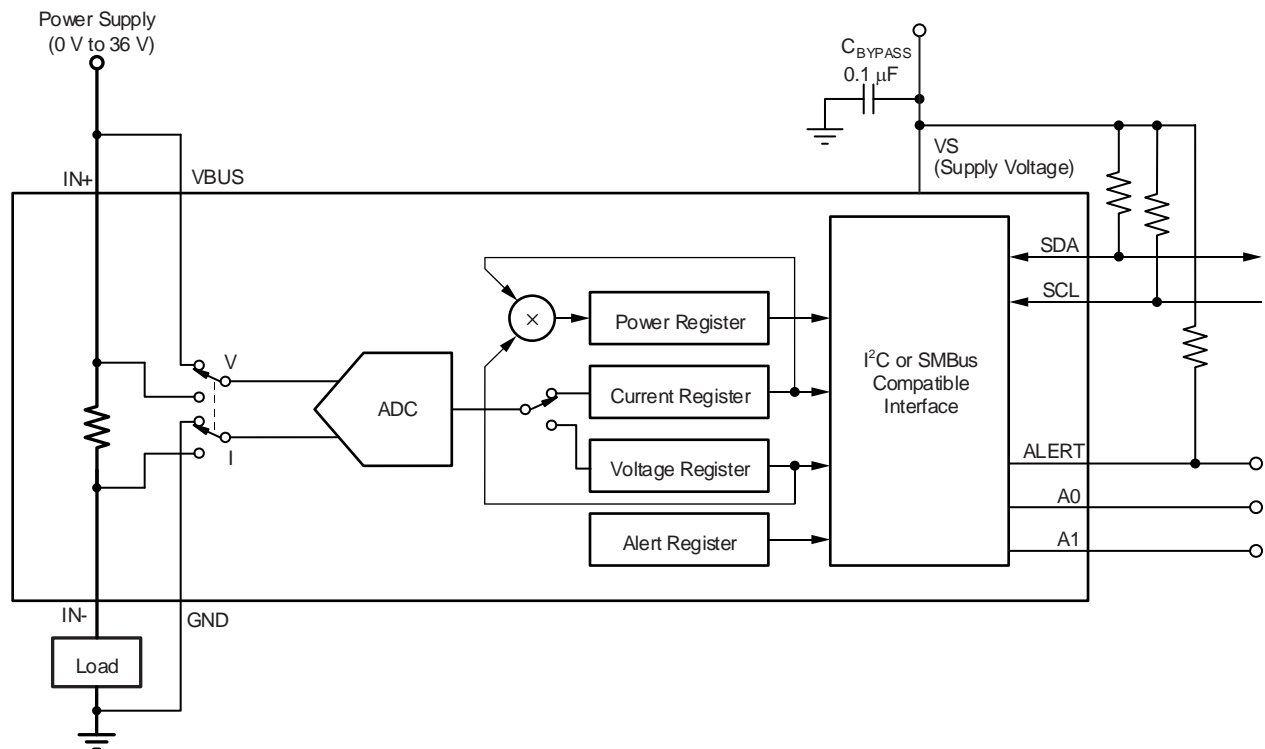 Power Supply
(0 V to 36 V)
C_BYPASS
0.1 μF
VS
(Supply Voltage)
IN+
VBUS
SDA
SCL
V
I
ADC
×
Power Register
Current Register
Voltage Register
Alert Register
I²C or SMBus
Compatible
Interface
ALERT
A0
A1
IN-
GND
Load